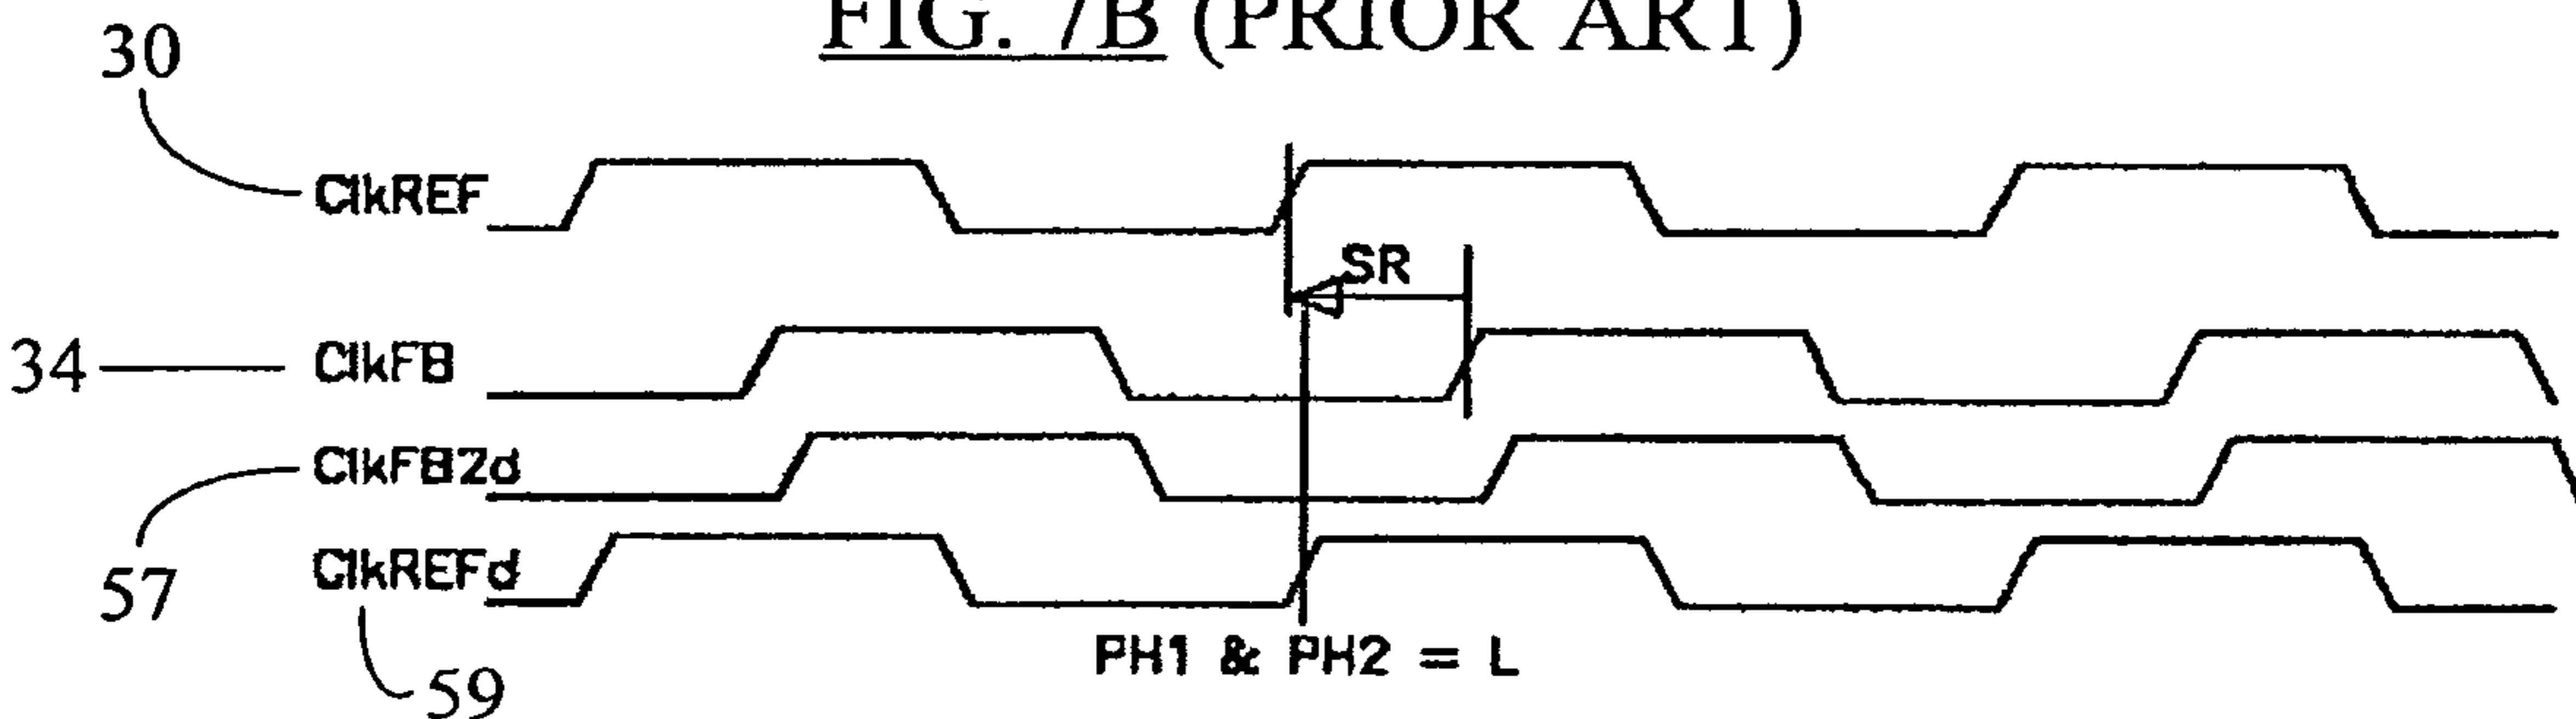 FIG. 7B (PRIOR ART)
30
ClkREF
SR
34
ClkFB
ClkFB2d
57
ClkREFd
59
PH1 & PH2 = L